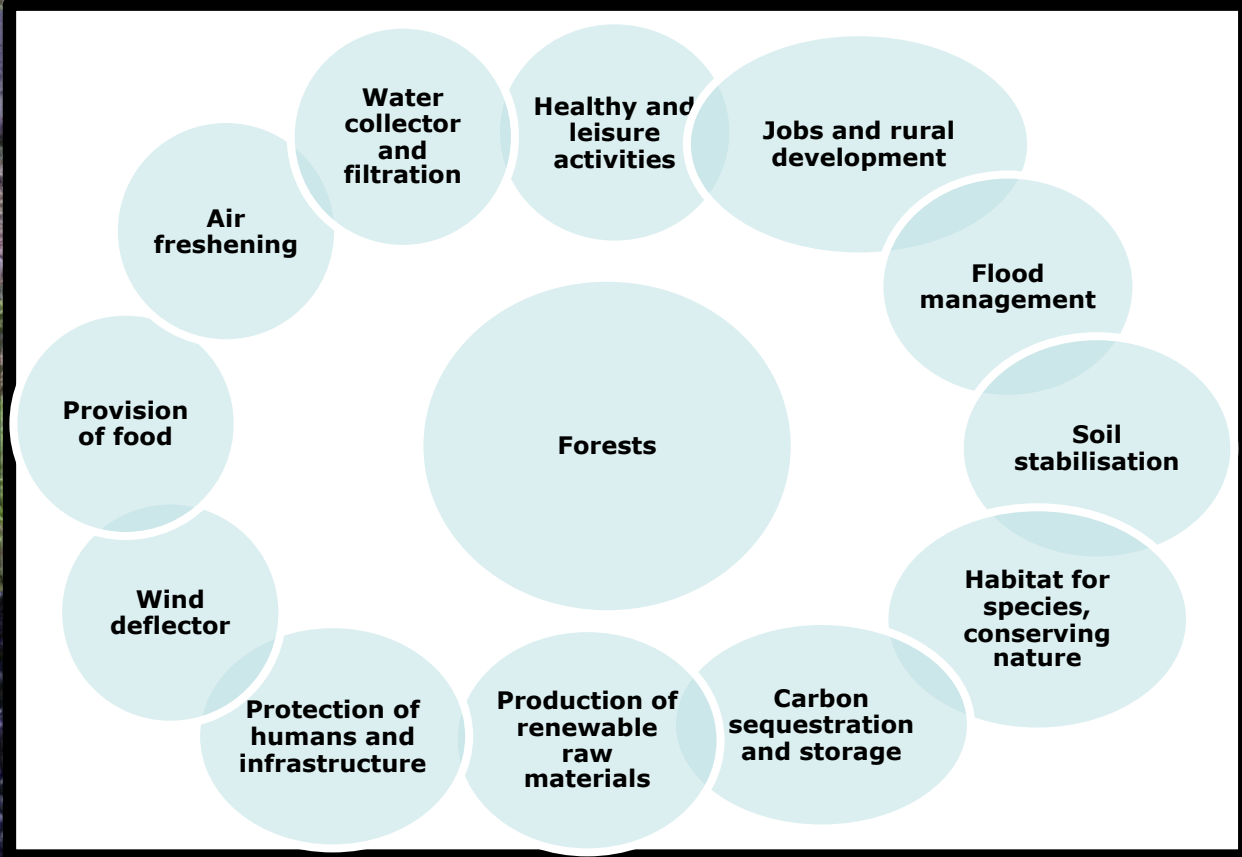 Water
collector
and
filtration
Healthy and
leisure
activities
Jobs and rural
development
Flood
management
Soil
stabilisation
Habitat for
species,
conserving
nature
Carbon
sequestration
and storage
Production of
renewable
raw
materials
Protection of
humans and
infrastructure
Wind
deflector
Provision
of food
Air
freshening
Forests